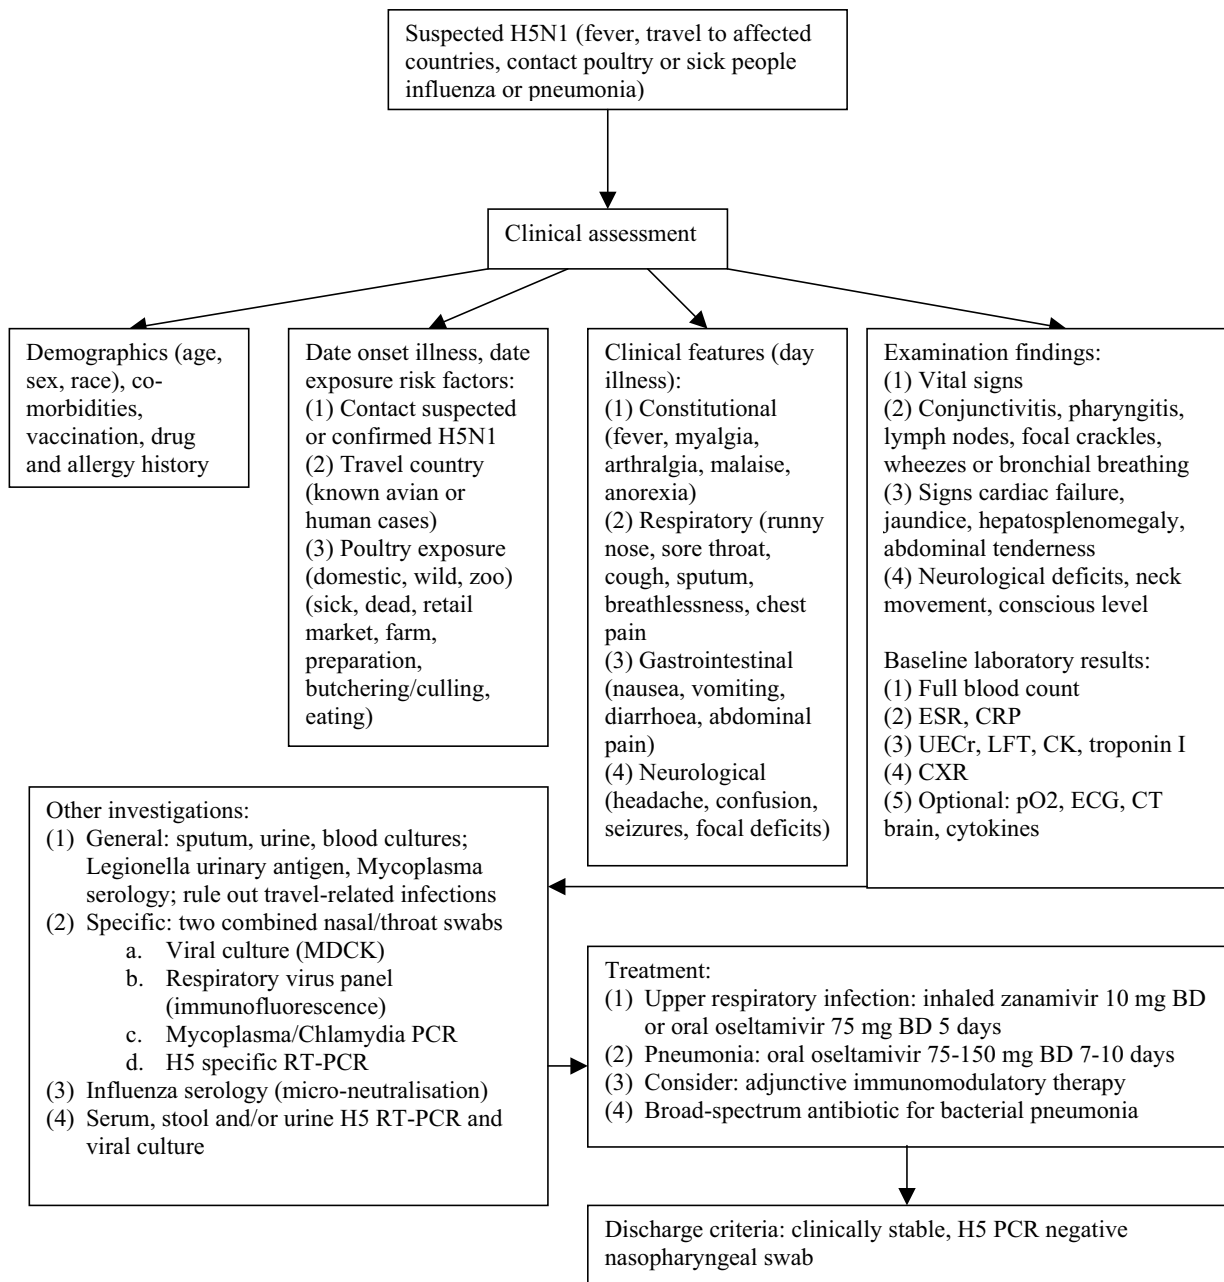 Suspected H5N1 (fever, travel to affected
countries, contact poultry or sick people
influenza or pneumonia)
Clinical assessment
Demographics (age,
sex, race), co-
morbidities,
vaccination, drug
and allergy history
Date onset illness, date
exposure risk factors:
(1) Contact suspected
or confirmed H5N1
(2) Travel country
(known avian or
human cases)
(3) Poultry exposure
(domestic, wild, zoo)
(sick, dead, retail
market, farm,
preparation,
butchering/culling,
eating)
Clinical features (day
illness):
(1) Constitutional
(fever, myalgia,
arthralgia, malaise,
anorexia)
(2) Respiratory (runny
nose, sore throat,
cough, sputum,
breathlessness, chest
pain
(3) Gastrointestinal
(nausea, vomiting,
diarrhoea, abdominal
pain)
(4) Neurological
(headache, confusion,
seizures, focal deficits)
Examination findings:
(1) Vital signs
(2) Conjunctivitis, pharyngitis,
lymph nodes, focal crackles,
wheezes or bronchial breathing
(3) Signs cardiac failure,
jaundice, hepatosplenomegaly,
abdominal tenderness
(4) Neurological deficits, neck
movement, conscious level
Baseline laboratory results:
(1) Full blood count
(2) ESR, CRP
(3) UECr, LFT, CK, troponin I
(4) CXR
(5) Optional: pO2, ECG, CT
brain, cytokines
Other investigations:
(1) General: sputum, urine, blood cultures;
Legionella urinary antigen, Mycoplasma
serology; rule out travel-related infections
(2) Specific: two combined nasal/throat swabs
a. Viral culture (MDCK)
b. Respiratory virus panel
(immunofluorescence)
c. Mycoplasma/Chlamydia PCR
d. H5 specific RT-PCR
(3) Influenza serology (micro-neutralisation)
(4) Serum, stool and/or urine H5 RT-PCR and
viral culture
Treatment:
(1) Upper respiratory infection: inhaled zanamivir 10 mg BD
or oral oseltamivir 75 mg BD 5 days
(2) Pneumonia: oral oseltamivir 75-150 mg BD 7-10 days
(3) Consider: adjunctive immunomodulatory therapy
(4) Broad-spectrum antibiotic for bacterial pneumonia
Discharge criteria: clinically stable, H5 PCR negative
nasopharyngeal swab